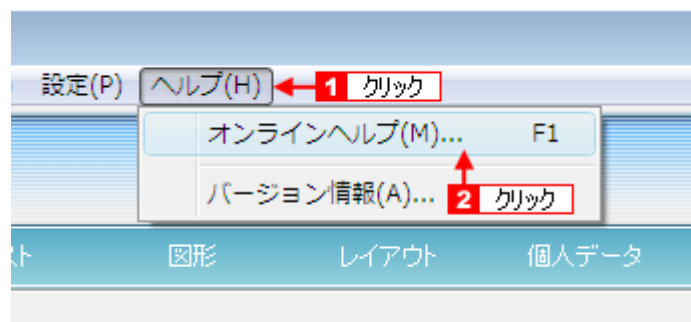 設定(P) ヘルプ(H) 1 クリック
オンラインヘルプ(M)... F1
バージョン情報(A)... 2 クリック
スト 図形 レイアウト 個人データ